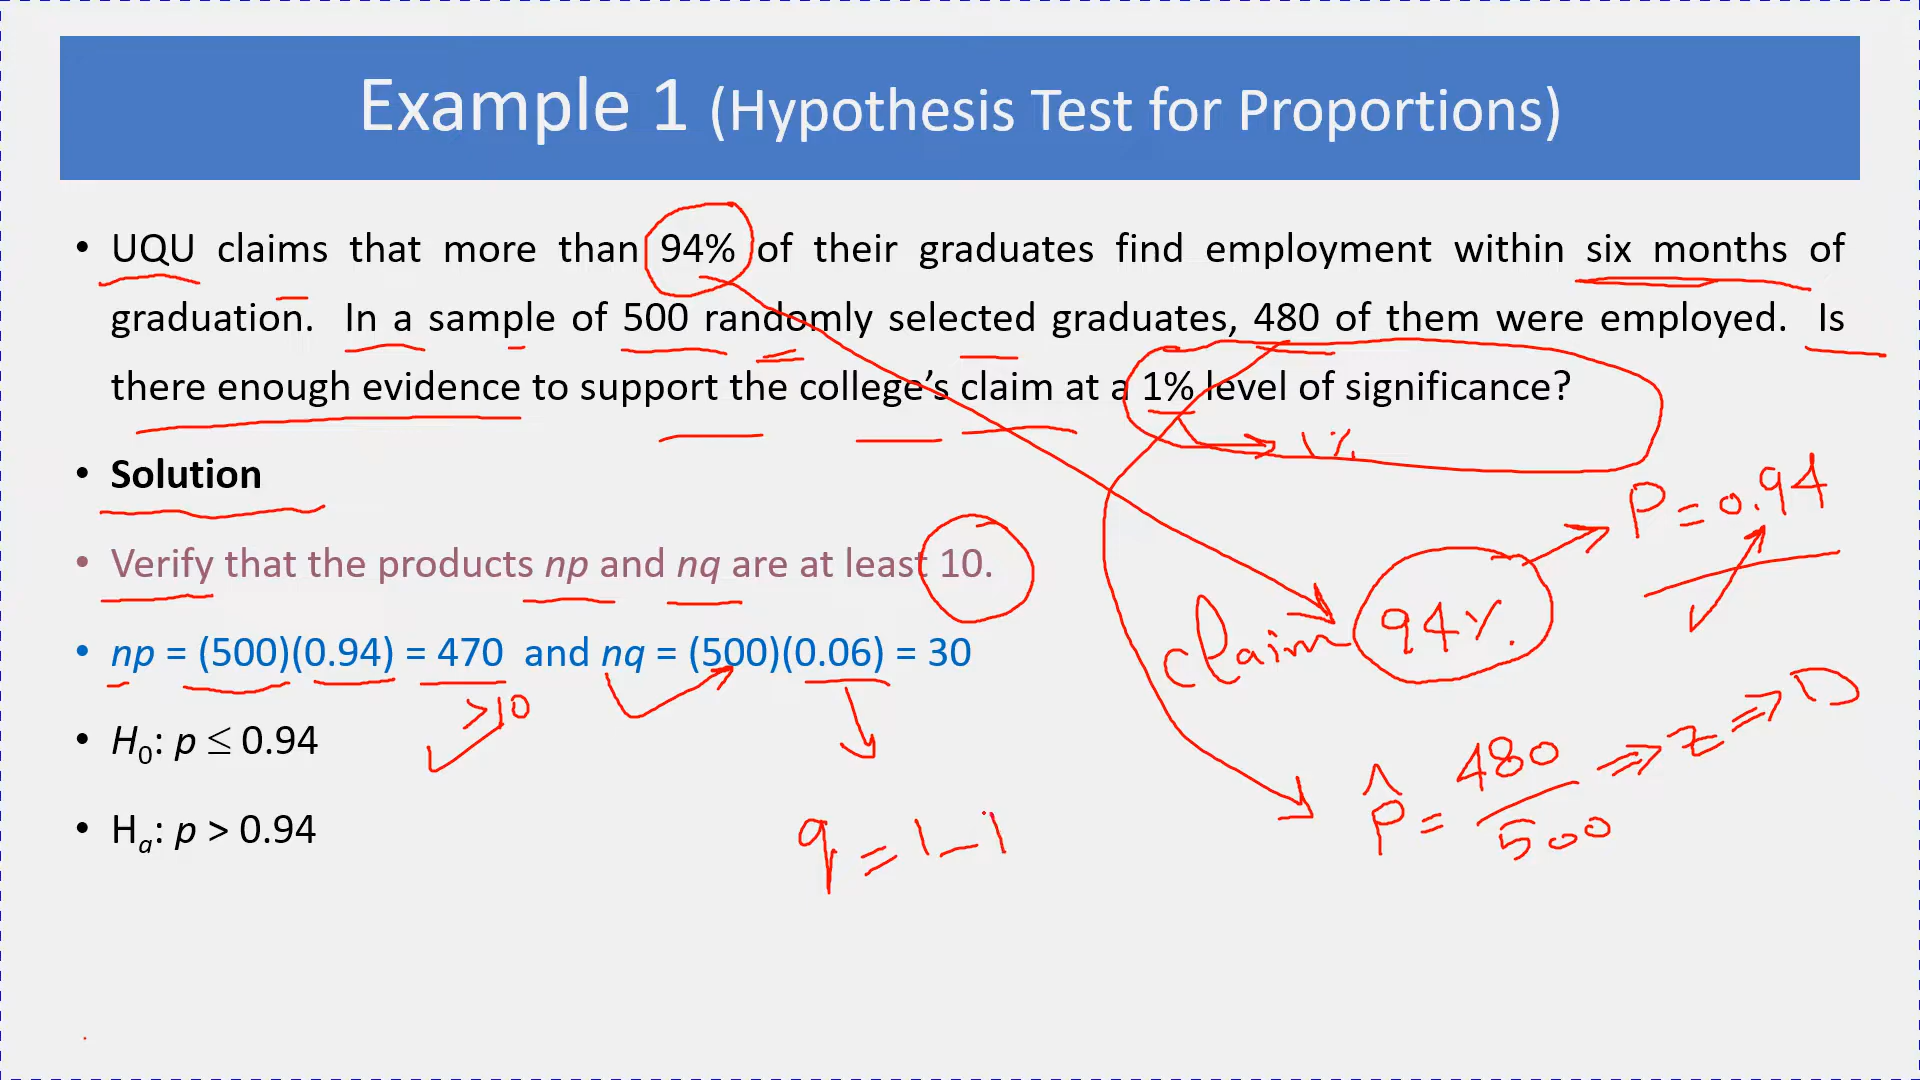 Example 1 (Hypothesis Test for Proportions)
• UQU claims that more than 94% of their graduates find employment within six months of
graduation. In a sample of 500 randomly selected graduates, 480 of them were employed. Is
there enough evidence to support the college’s claim at a 1% level of significance?
1%
• Solution
P = 0.94
• Verify that the products np and nq are at least 10.
claim 94%.
• np = (500)(0.94) = 470 and nq = (500)(0.06) = 30
>10
• H0: p ≤ 0.94
p̂ = 480/500 ⇒ z ⇒
• Ha: p > 0.94
q = 1 - 1